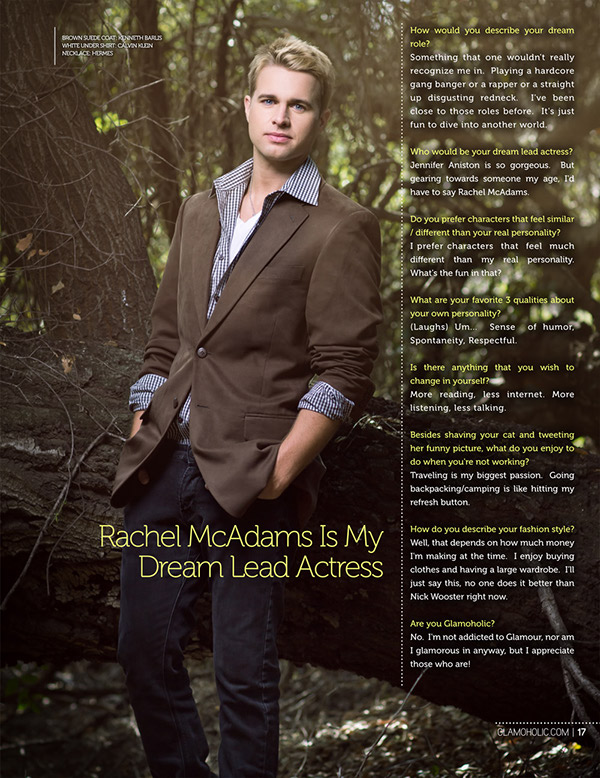 BROWN SUEDE COAT: KENNETH BARLIS
WHITE UNDER SHIRT: CALVIN KLEIN
NECKLACE: HERMES
Rachel McAdams Is My
Dream Lead Actress
How would you describe your dream
role?
Something that one wouldn't really
recognize me in. Playing a hardcore
gang banger or a rapper or a straight
up disgusting redneck. I've been
close to those roles before. It's just
fun to dive into another world.
Who would be your dream lead actress?
Jennifer Aniston is so gorgeous. But
gearing towards someone my age, I'd
have to say Rachel McAdams.
Do you prefer characters that feel similar
/ different than your real personality?
I prefer characters that feel much
different than my real personality.
What's the fun in that?
What are your favorite 3 qualities about
your own personality?
(Laughs) Um... Sense of humor,
Spontaneity, Respectful.
Is there anything that you wish to
change in yourself?
More reading, less internet. More
listening, less talking.
Besides shaving your cat and tweeting
her funny picture, what do you enjoy to
do when you're not working?
Traveling is my biggest passion. Going
backpacking/camping is like hitting my
refresh button.
How do you describe your fashion style?
Well, that depends on how much money
I'm making at the time. I enjoy buying
clothes and having a large wardrobe. I'll
just say this, no one does it better than
Nick Wooster right now.
Are you Glamoholic?
No. I'm not addicted to Glamour, nor am
I glamorous in anyway, but I appreciate
those who are!
GLAMOHOLIC.COM | 17